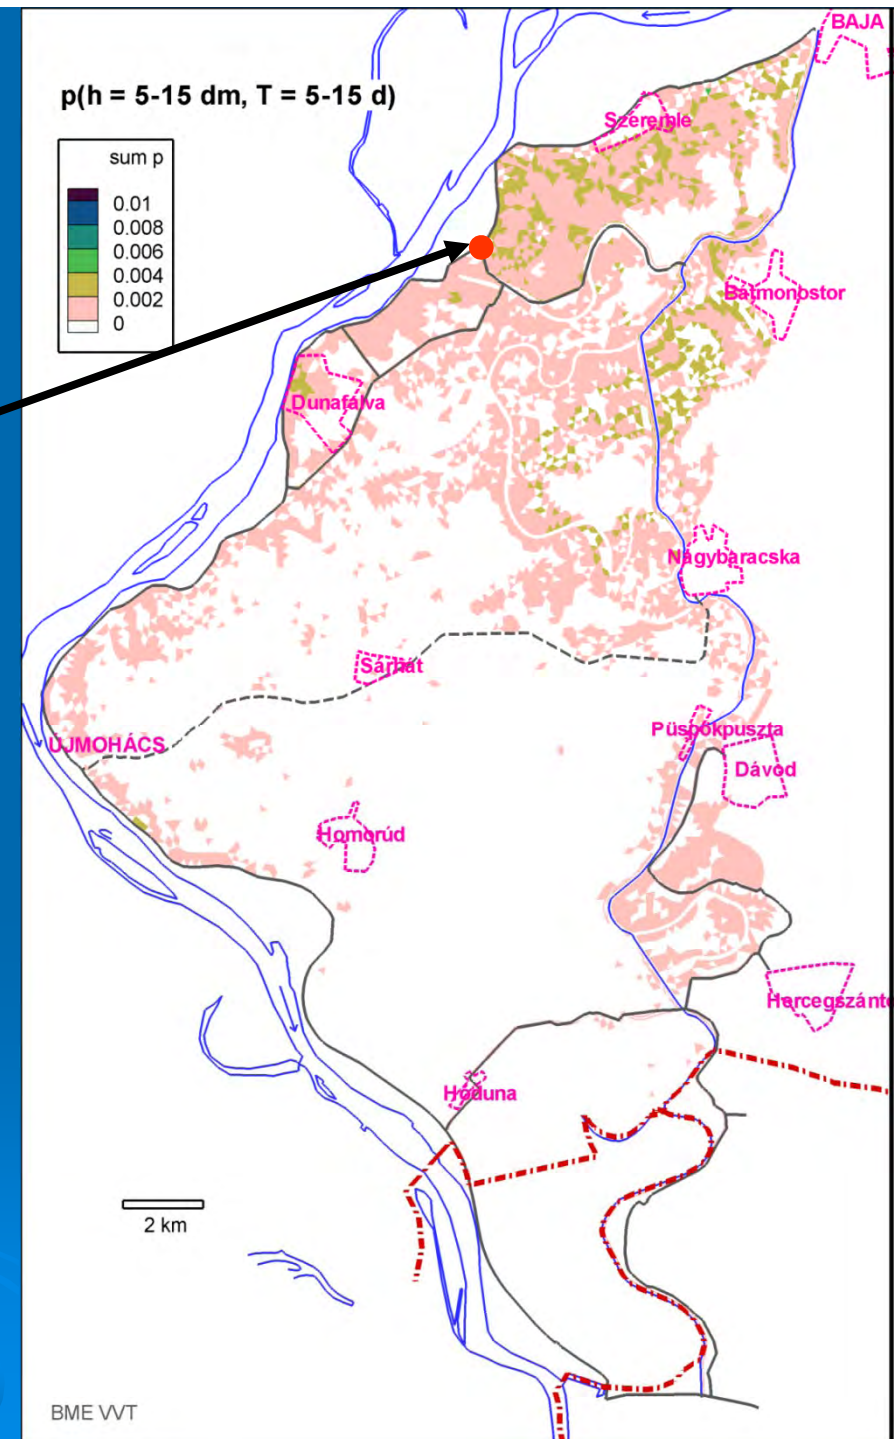 BAJA
p(h = 5-15 dm, T = 5-15 d)
Szeremle
sum p
0.01
0.008
0.006
0.004
0.002
0
Bátmonostor
Dunafalva
Nagybaracska
Sárhát
Püspökpuszta
ÚJMOHÁCS
Dávod
Homorúd
Hercegszántó
Hóduna
2 km
BME VVT